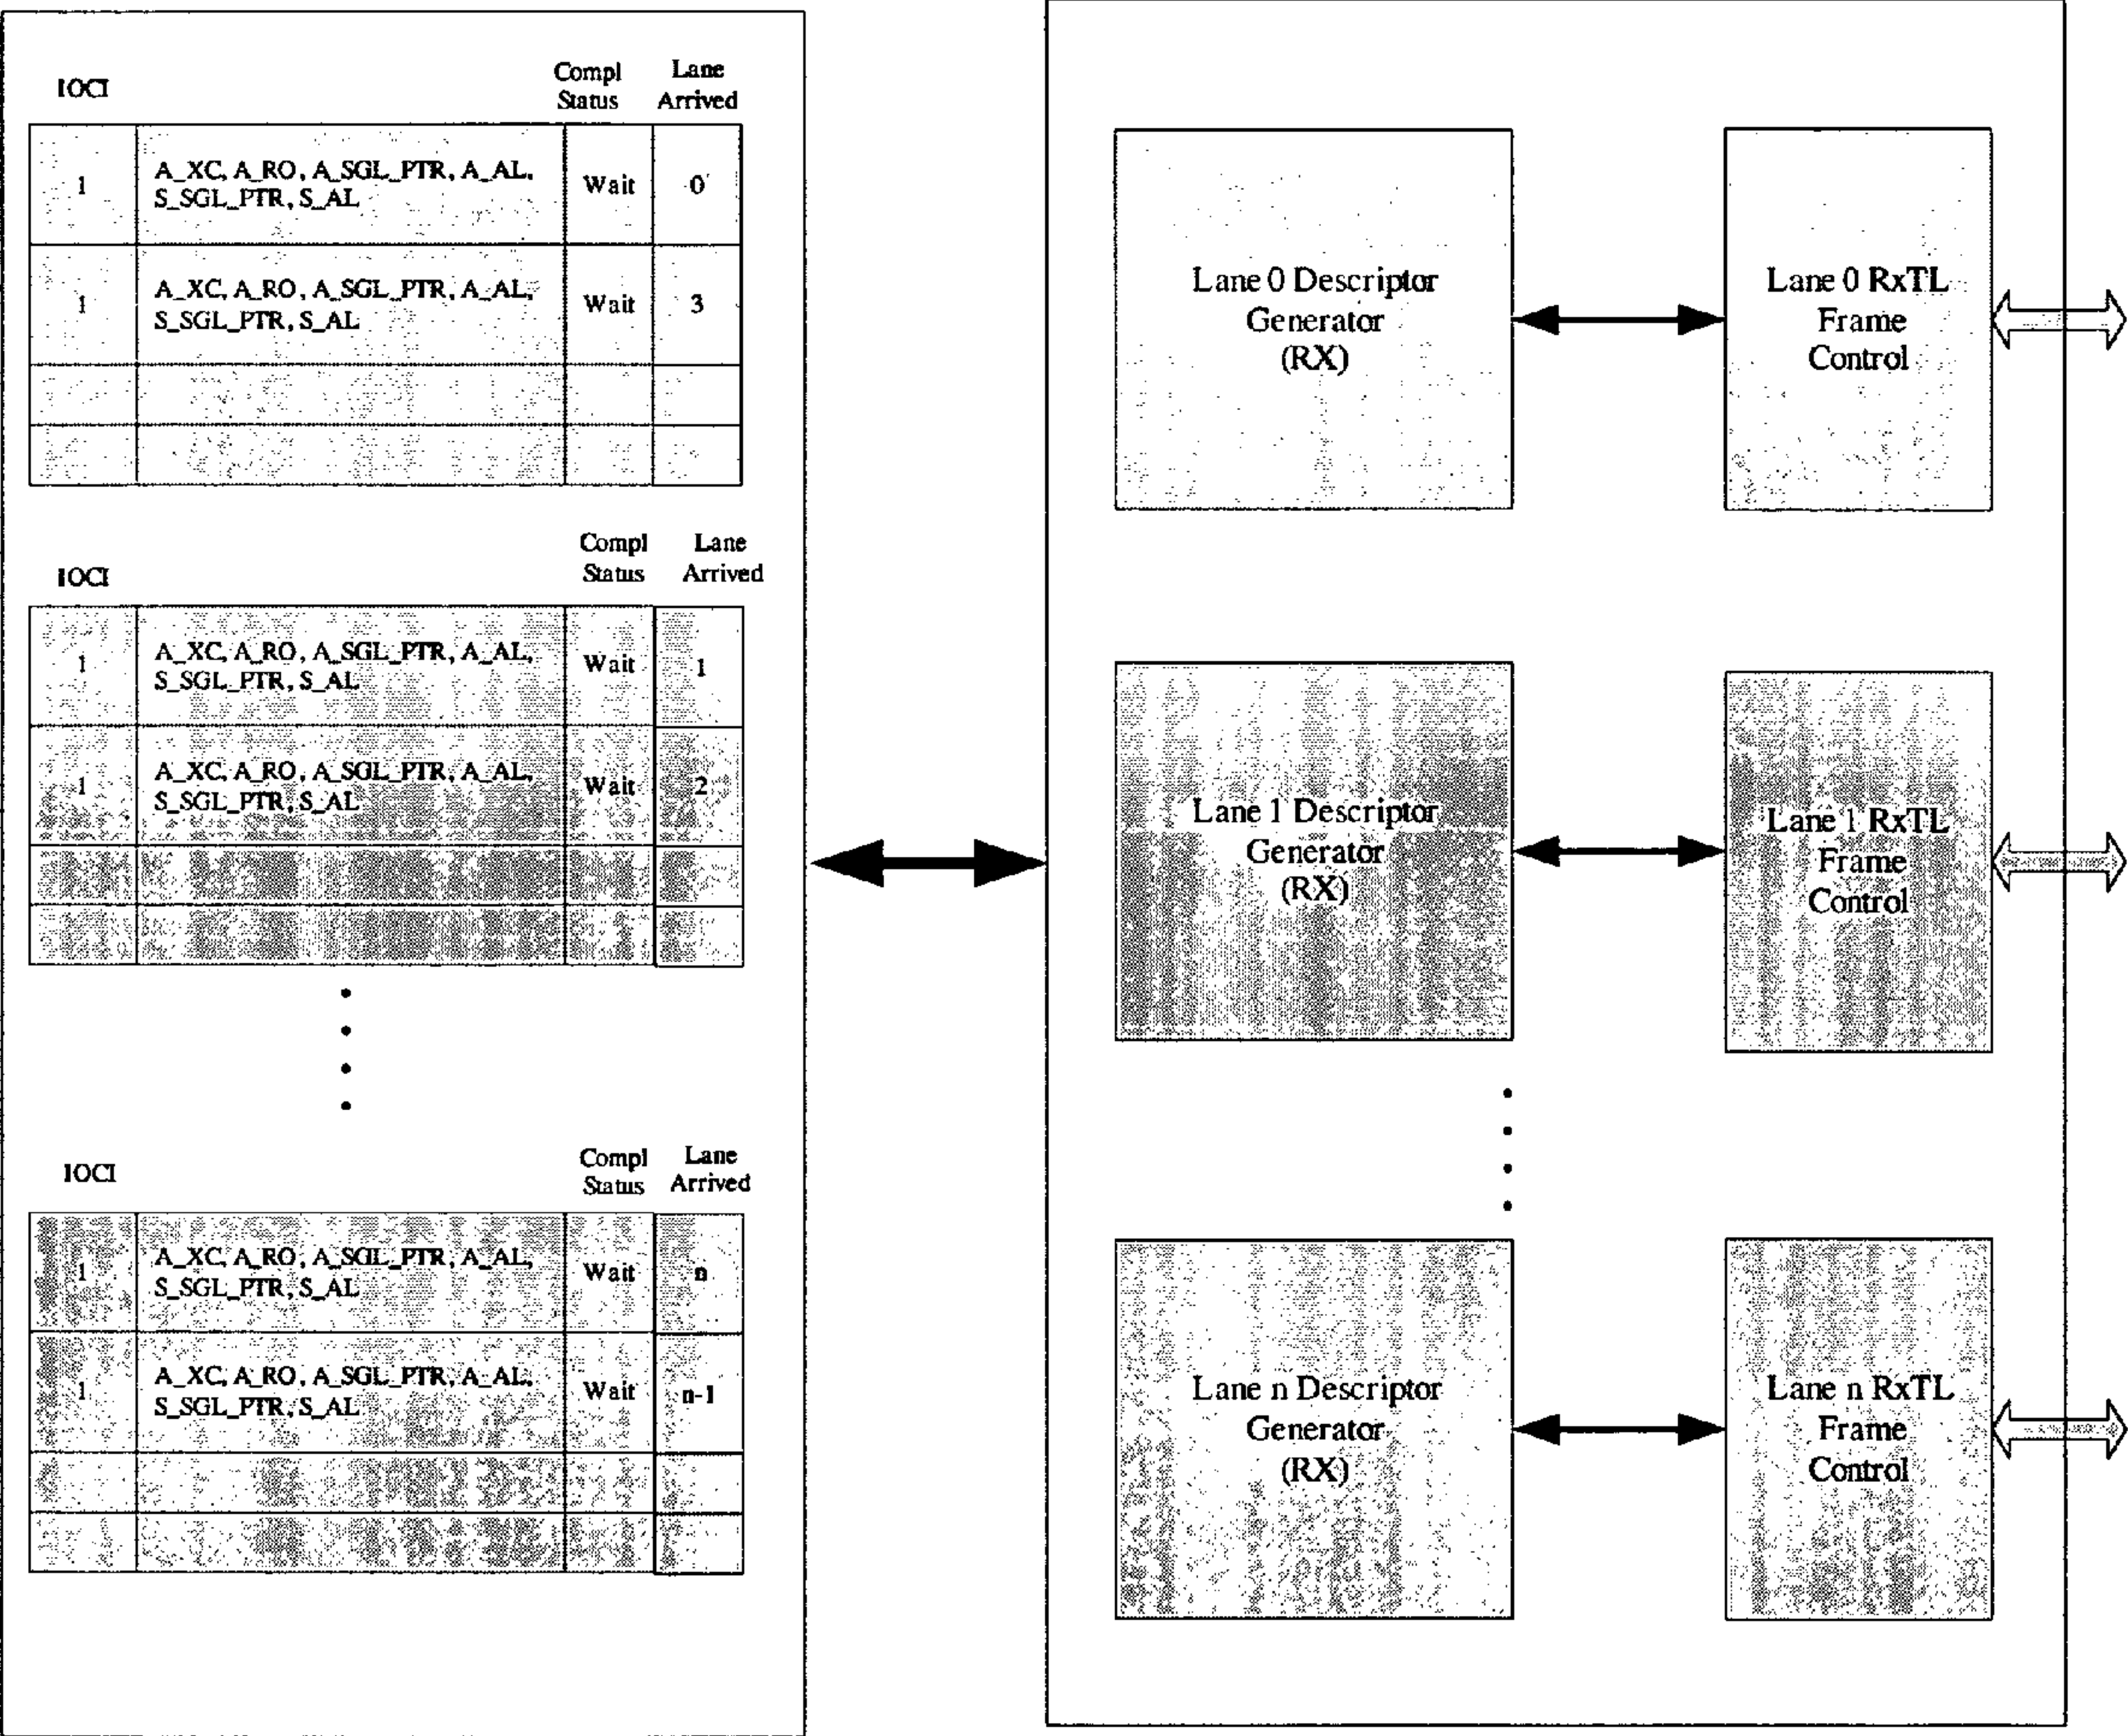 IOCI
Compl
Status
Lane
Arrived
1
A_XC, A_RO, A_SGL_PTR, A_AL,
S_SGL_PTR, S_AL
Wait
0
1
A_XC, A_RO, A_SGL_PTR, A_AL,
S_SGL_PTR, S_AL
Wait
3
IOCI
Compl
Status
Lane
Arrived
1
A_XC, A_RO, A_SGL_PTR, A_AL,
S_SGL_PTR, S_AL
Wait
1
1
A_XC, A_RO, A_SGL_PTR, A_AL,
S_SGL_PTR, S_AL
Wait
2
IOCI
Compl
Status
Lane
Arrived
1
A_XC, A_RO, A_SGL_PTR, A_AL,
S_SGL_PTR, S_AL
Wait
n
1
A_XC, A_RO, A_SGL_PTR, A_AL,
S_SGL_PTR, S_AL
Wait
n-1
Lane 0 Descriptor
Generator
(RX)
Lane 0 RxTL
Frame
Control
Lane 1 Descriptor
Generator
(RX)
Lane 1 RxTL
Frame
Control
Lane n Descriptor
Generator
(RX)
Lane n RxTL
Frame
Control